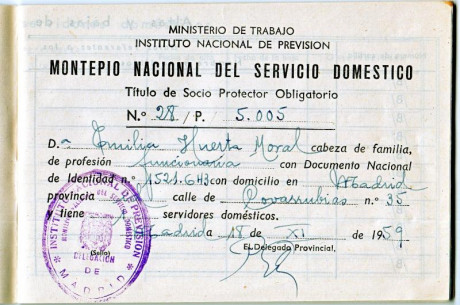 MINISTERIO DE TRABAJO
INSTITUTO NACIONAL DE PREVISION
MONTEPIO NACIONAL DEL SERVICIO DOMESTICO
Título de Socio Protector Obligatorio
N.º 28 / P. 5.005
D.ª Emilia Huerta Moral cabeza de familia,
de profesión funcionaria con Documento Nacional
de Identidad n.º 1521.643 con domicilio en Madrid
provincia calle de Covarrubias n.º 35
y tiene servidores domésticos.
Madrid a 18 de XI de 1959
(Sello)
El Delegado Provincial,
INSTITUTO NACIONAL DE PREVISION
DELEGACION
DE
MADRID